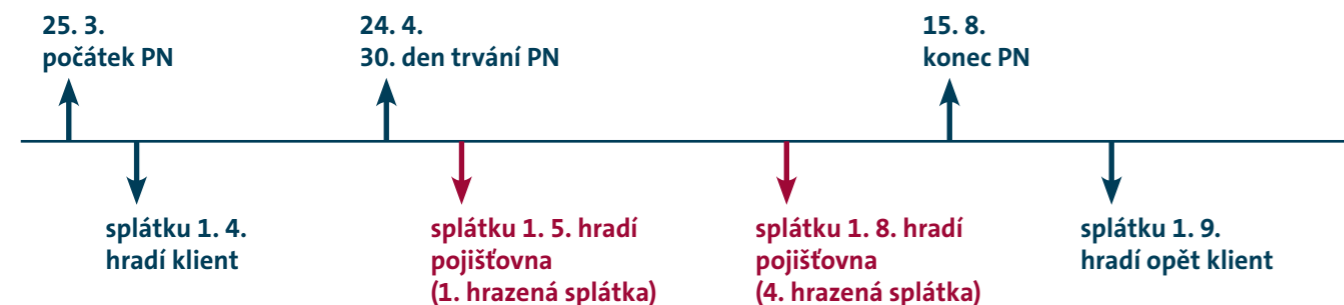 25. 3.
počátek PN
24. 4.
30. den trvání PN
15. 8.
konec PN
splátku 1. 4.
hradí klient
splátku 1. 5. hradí
pojišťovna
(1. hrazená splátka)
splátku 1. 8. hradí
pojišťovna
(4. hrazená splátka)
splátku 1. 9.
hradí opět klient